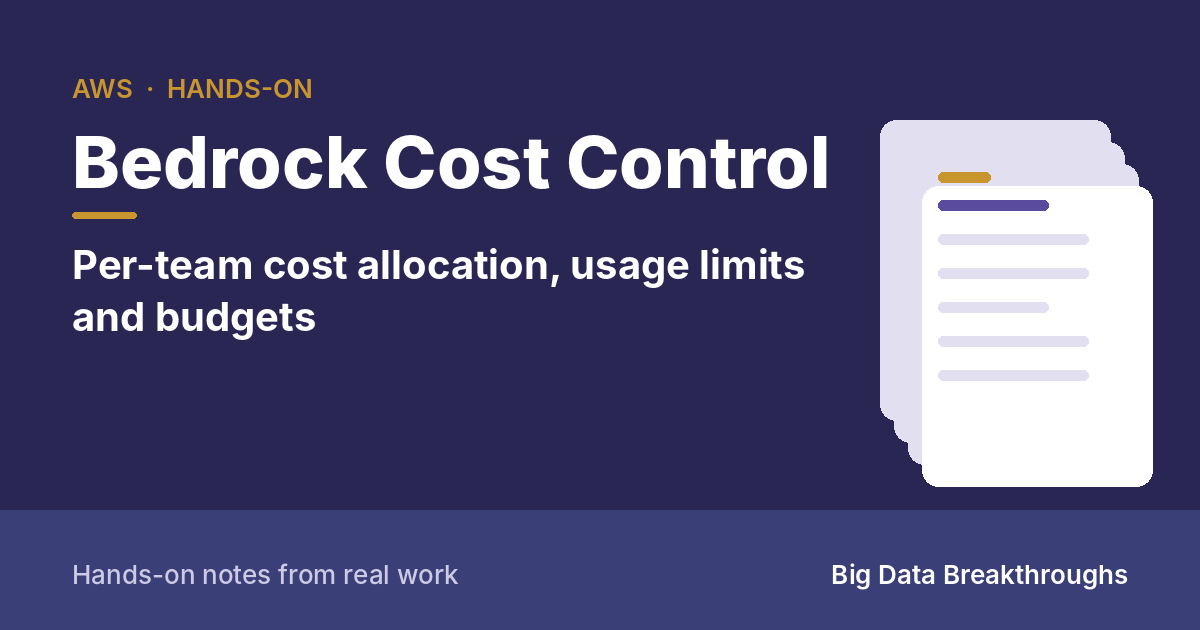 AWS · HANDS-ON
Bedrock Cost Control
Per-team cost allocation, usage limits
and budgets
Hands-on notes from real work
Big Data Breakthroughs